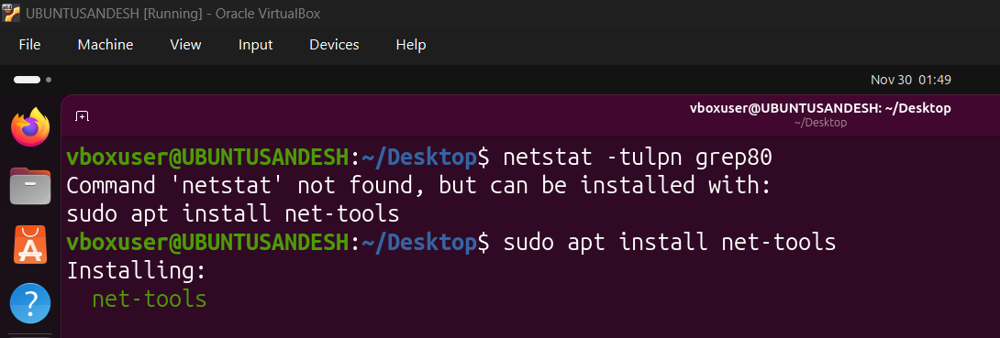 UBUNTUSANDESH [Running] - Oracle VirtualBox
File Machine View Input Devices Help
Nov 30 01:49
vboxuser@UBUNTUSANDESH: ~/Desktop
~/Desktop
vboxuser@UBUNTUSANDESH:~/Desktop$ netstat -tulpn grep80
Command 'netstat' not found, but can be installed with:
sudo apt install net-tools
vboxuser@UBUNTUSANDESH:~/Desktop$ sudo apt install net-tools
Installing:
  net-tools